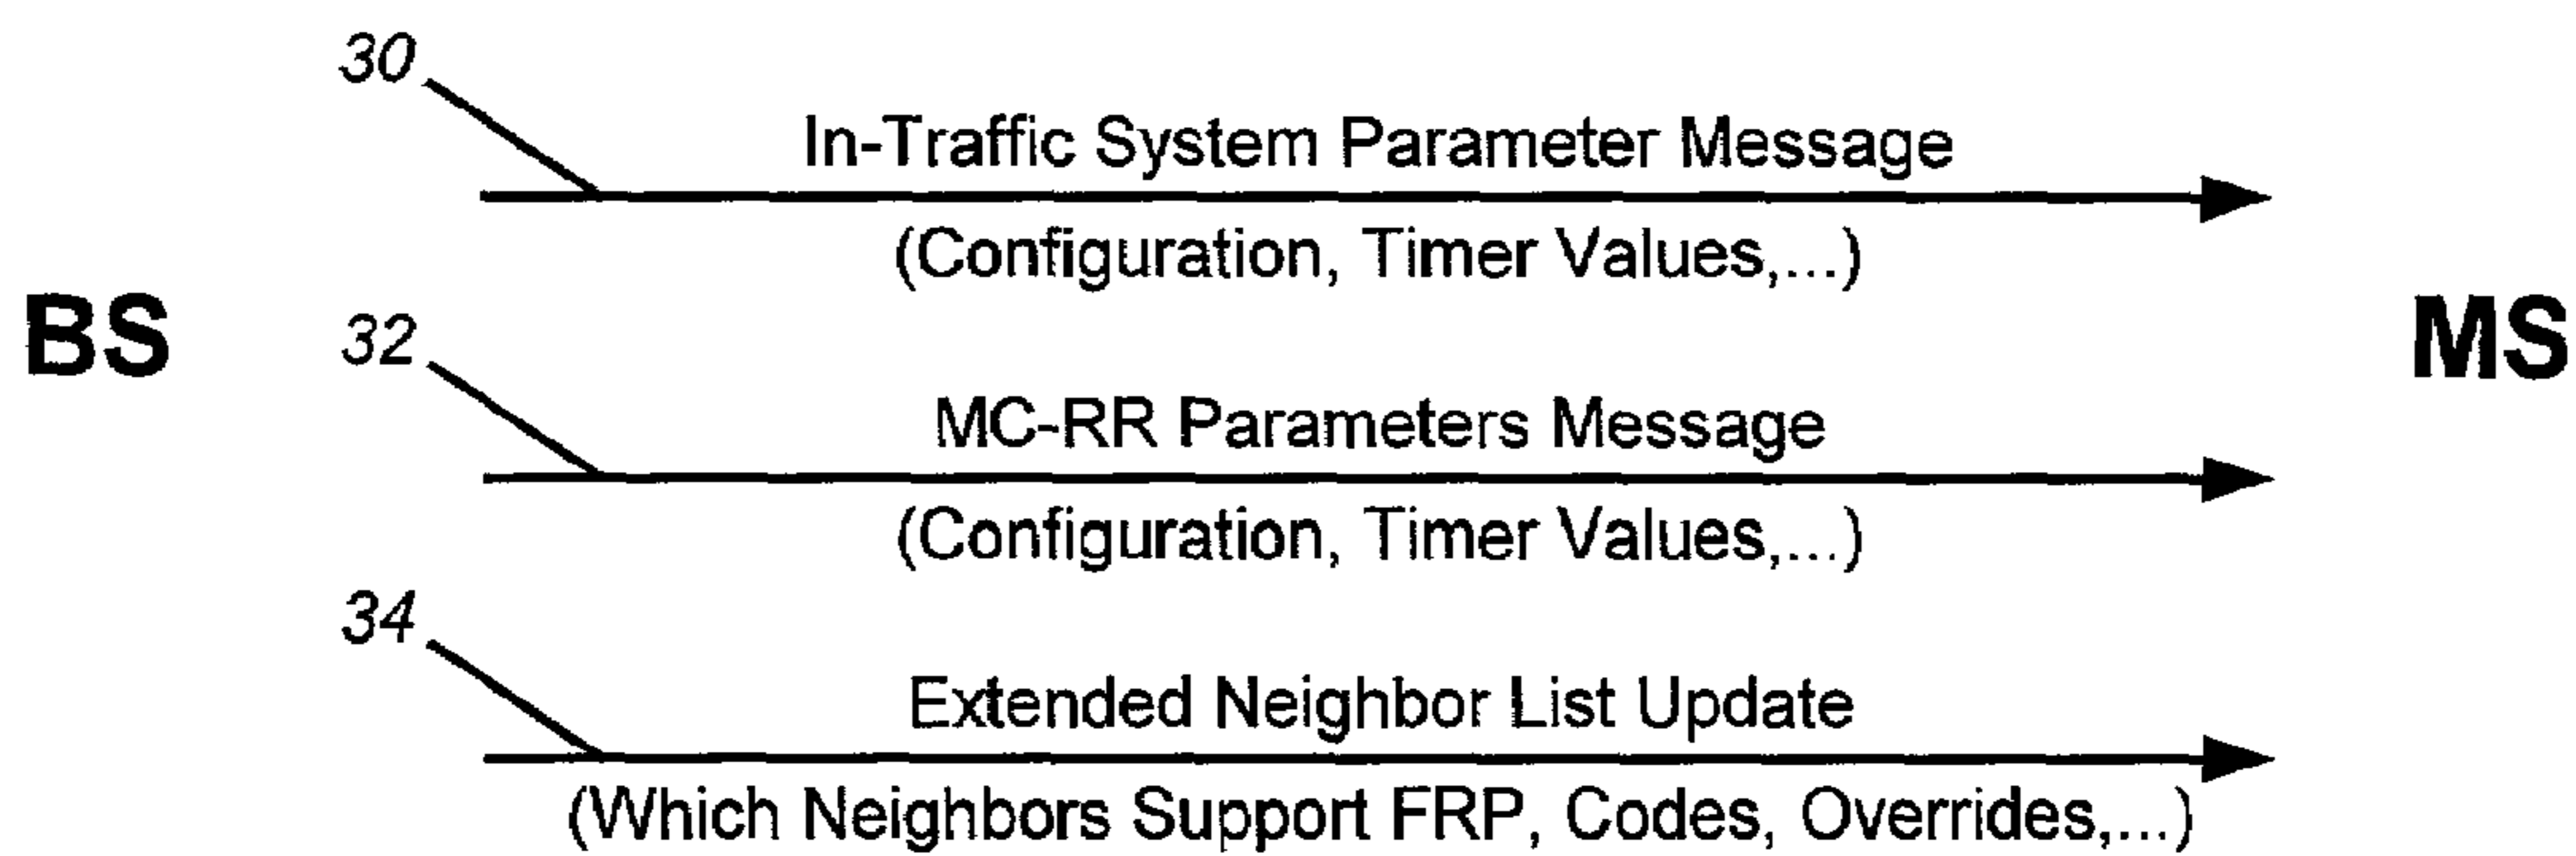 30
In-Traffic System Parameter Message
(Configuration, Timer Values,...)
BS
MS
32
MC-RR Parameters Message
(Configuration, Timer Values,...)
34
Extended Neighbor List Update
(Which Neighbors Support FRP, Codes, Overrides,...)